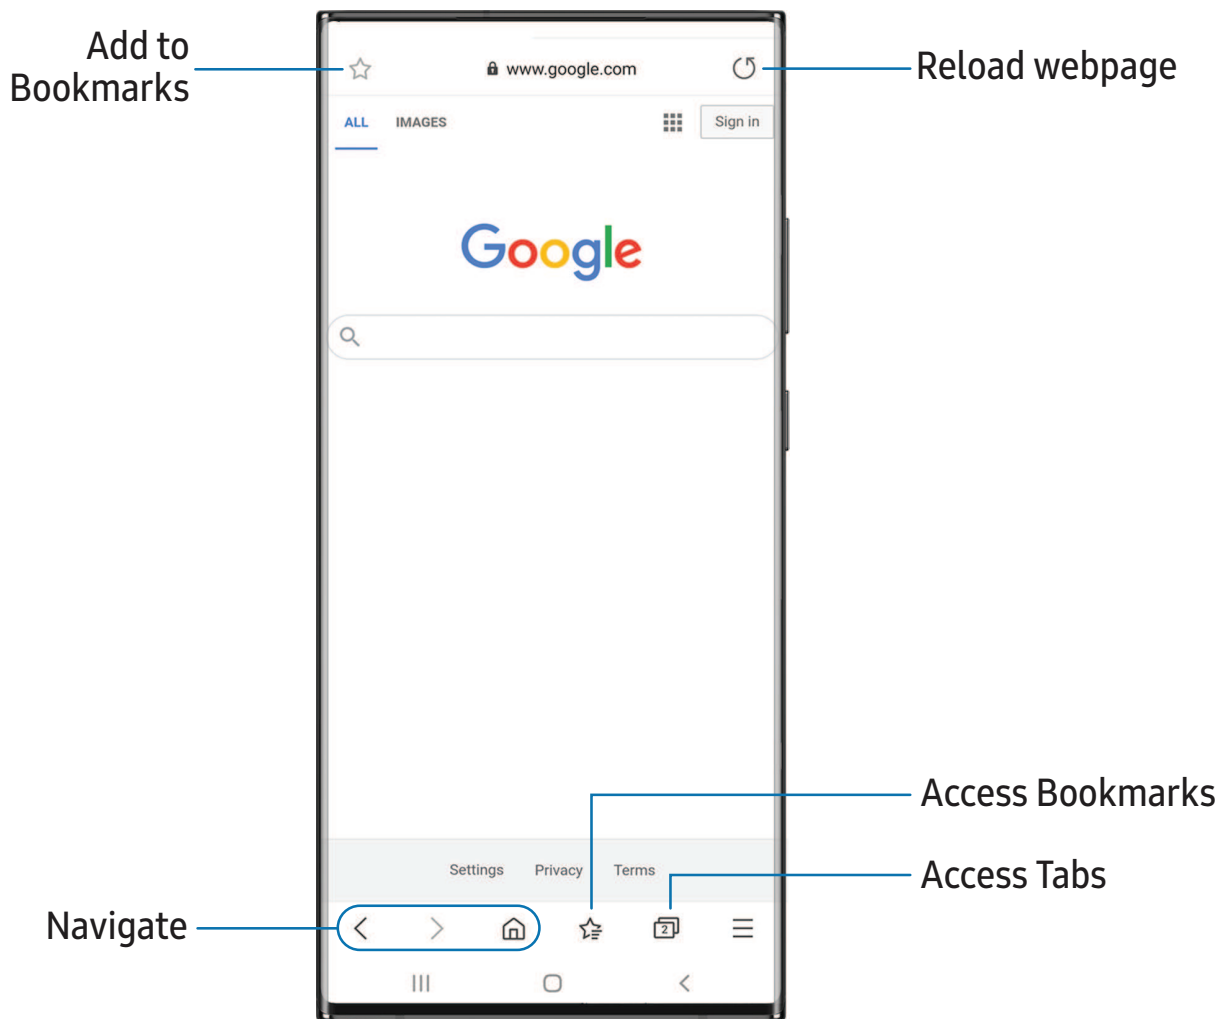 Add to
Bookmarks
www.google.com
Reload webpage
ALL IMAGES
Sign in
Google
Access Bookmarks
Settings Privacy Terms
Access Tabs
Navigate
2